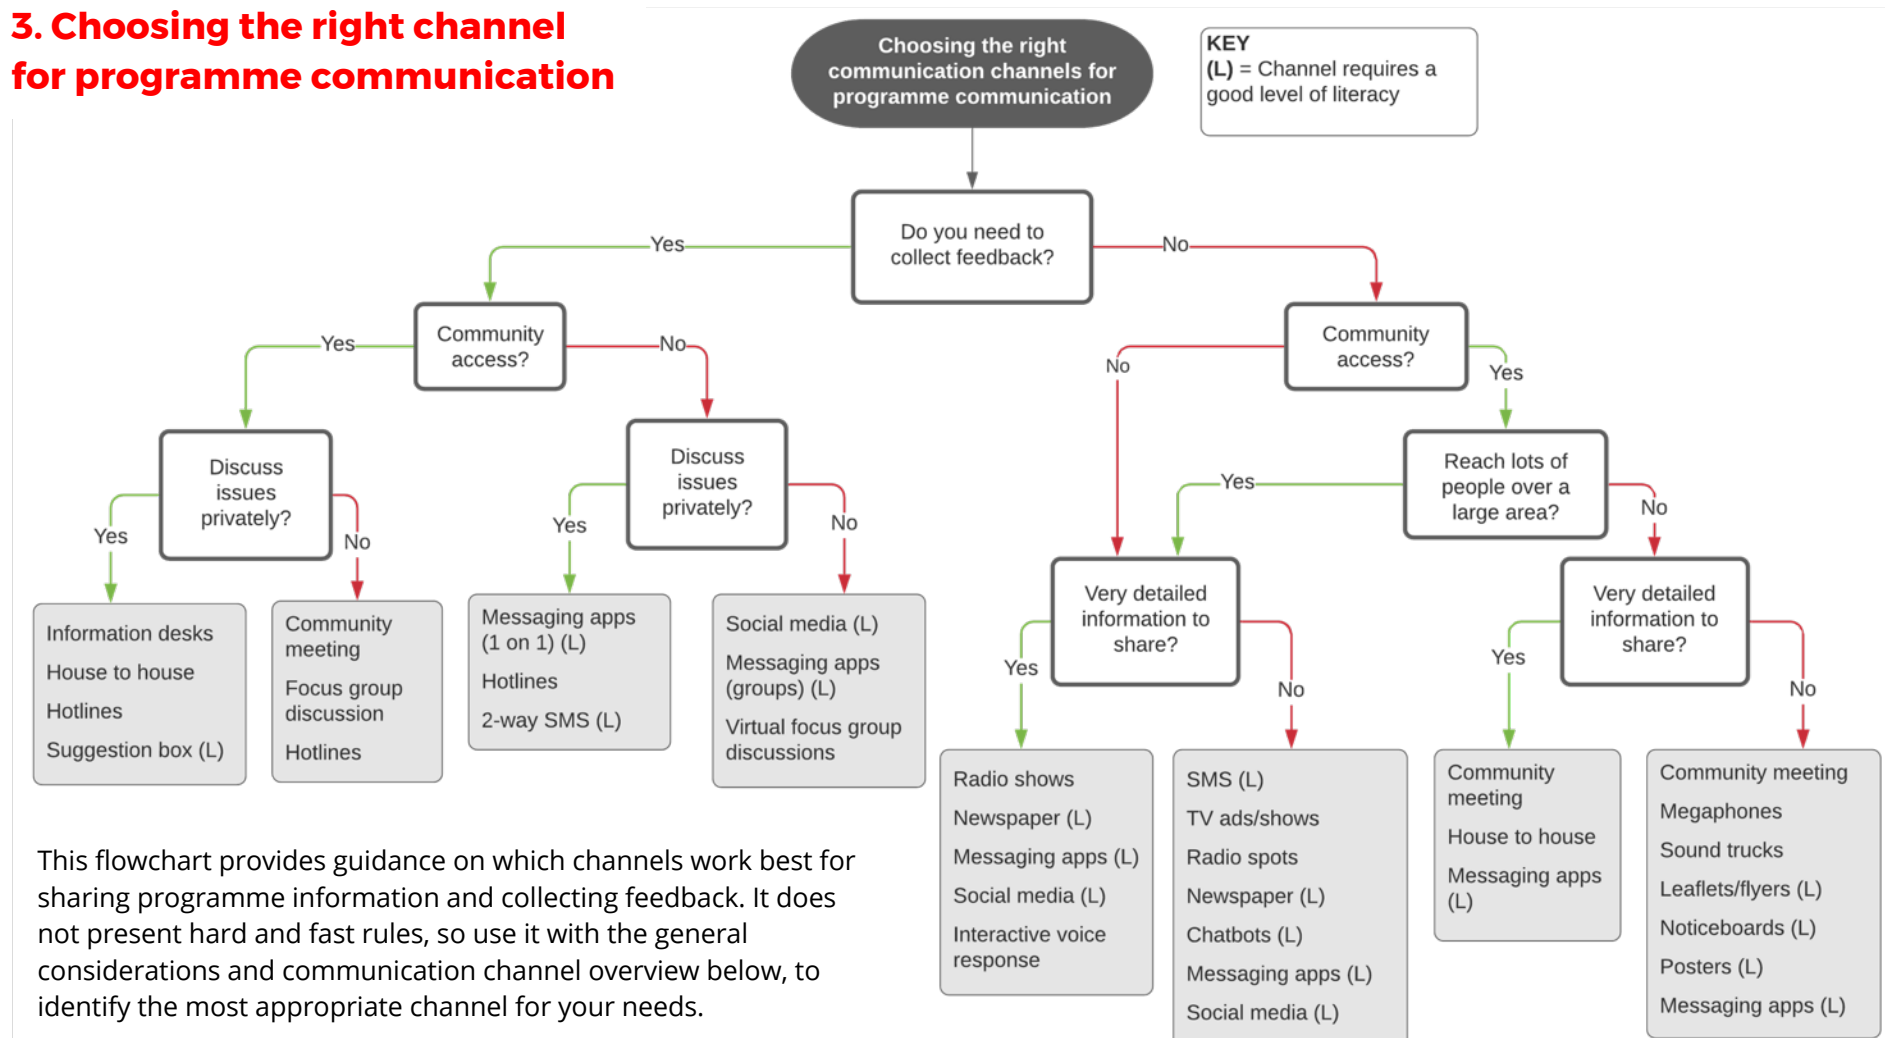 3. Choosing the right channel
for programme communication
Choosing the right
communication channels for
programme communication
KEY
(L) = Channel requires a
good level of literacy
Do you need to
collect feedback?
Yes
No
Community
access?
Yes
No
Community
access?
No
Yes
Discuss
issues
privately?
Yes
No
Discuss
issues
privately?
Yes
No
Reach lots of
people over a
large area?
Yes
No
Very detailed
information to
share?
Yes
No
Very detailed
information to
share?
Yes
No
Information desks
House to house
Hotlines
Suggestion box (L)
Community
meeting
Focus group
discussion
Hotlines
Messaging apps
(1 on 1) (L)
Hotlines
2-way SMS (L)
Social media (L)
Messaging apps
(groups) (L)
Virtual focus group
discussions
Radio shows
Newspaper (L)
Messaging apps (L)
Social media (L)
Interactive voice
response
SMS (L)
TV ads/shows
Radio spots
Newspaper (L)
Chatbots (L)
Messaging apps (L)
Social media (L)
Community
meeting
House to house
Messaging apps
(L)
Community meeting
Megaphones
Sound trucks
Leaflets/flyers (L)
Noticeboards (L)
Posters (L)
Messaging apps (L)
This flowchart provides guidance on which channels work best for
sharing programme information and collecting feedback. It does
not present hard and fast rules, so use it with the general
considerations and communication channel overview below, to
identify the most appropriate channel for your needs.